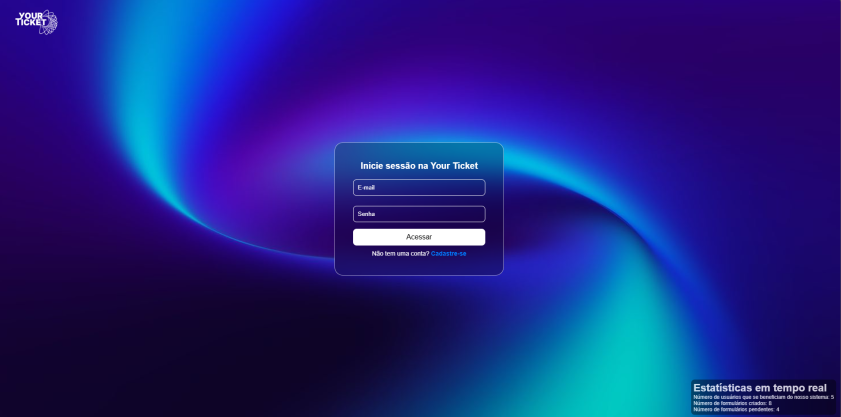 YOUR
TICKET
Inicie sessão na Your Ticket
E-mail
Senha
Acessar
Não tem uma conta? Cadastre-se
Estatísticas em tempo real
Número de usuários que se beneficiam do nosso sistema: 5
Número de formulários criados: 8
Número de formulários pendentes: 4